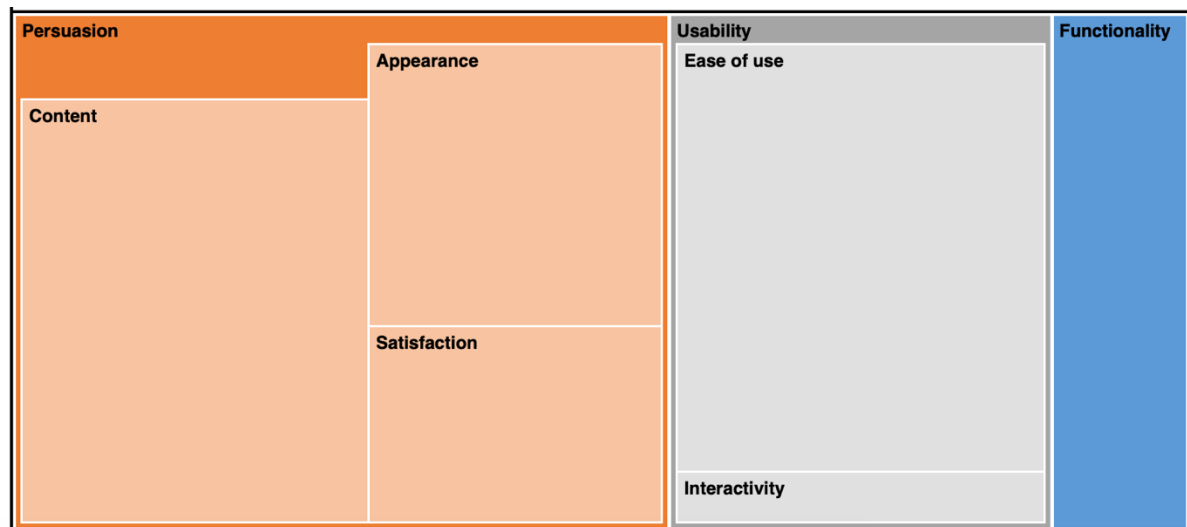 Persuasion
Content
Appearance
Satisfaction
Usability
Ease of use
Interactivity
Functionality